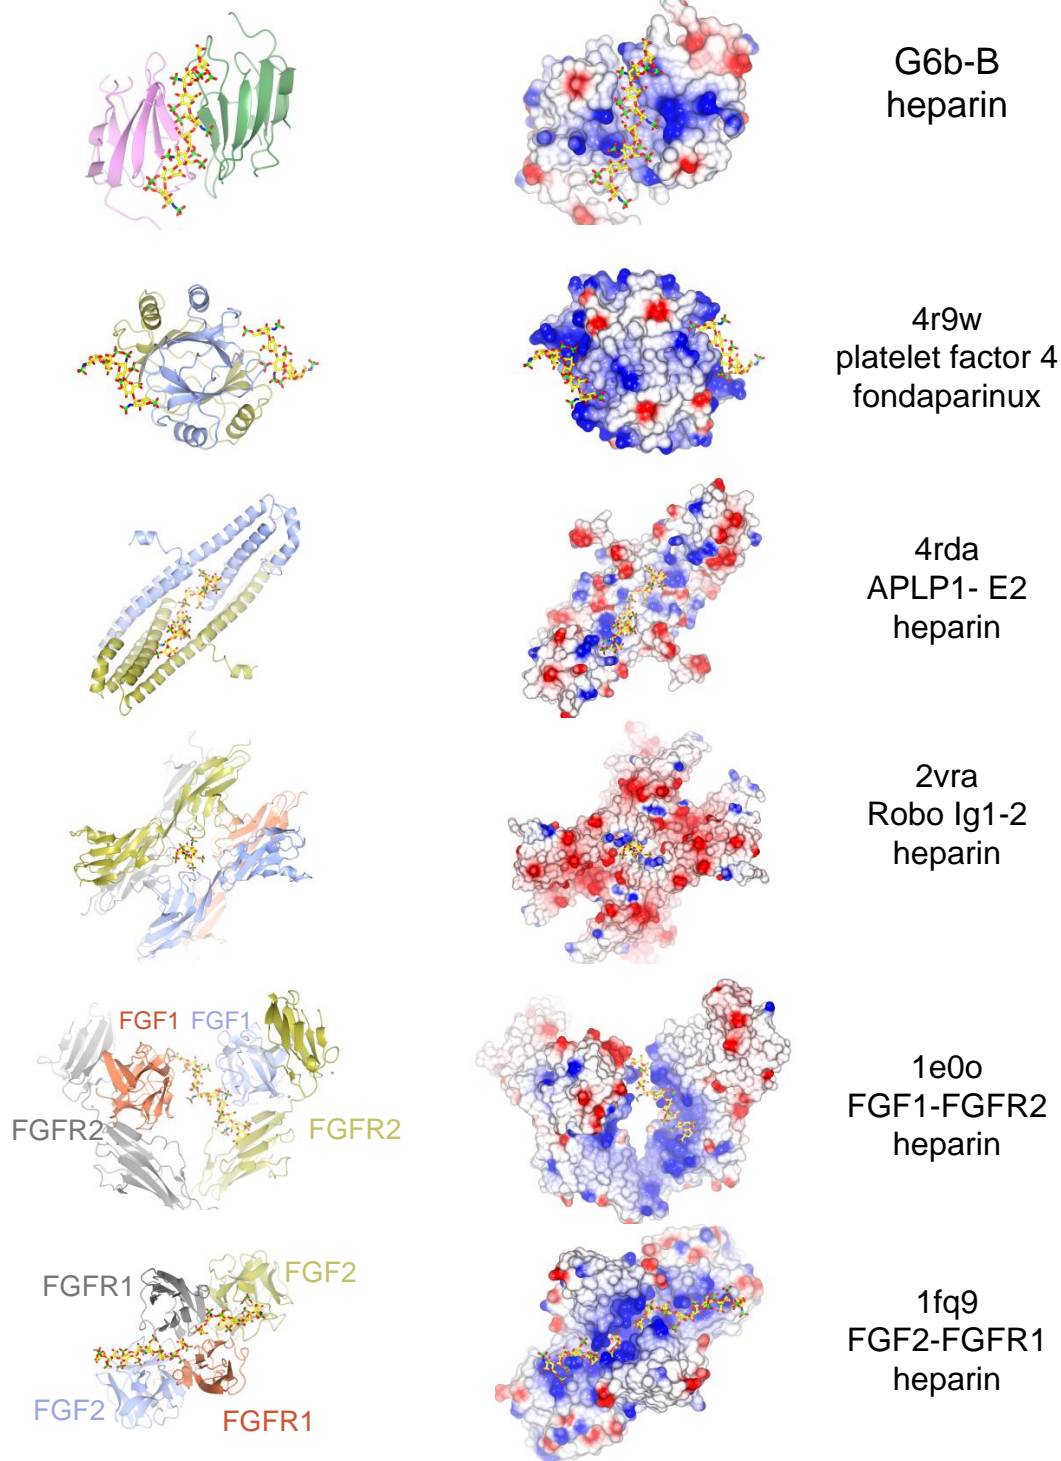 G6b-B
heparin
4r9w
platelet factor 4
fondaparinux
4rda
APLP1- E2
heparin
2vra
Robo Ig1-2
heparin
FGF1 FGF1
FGFR2 FGFR2
1e0o
FGF1-FGFR2
heparin
FGFR1 FGF2
FGF2 FGFR1
1fq9
FGF2-FGFR1
heparin